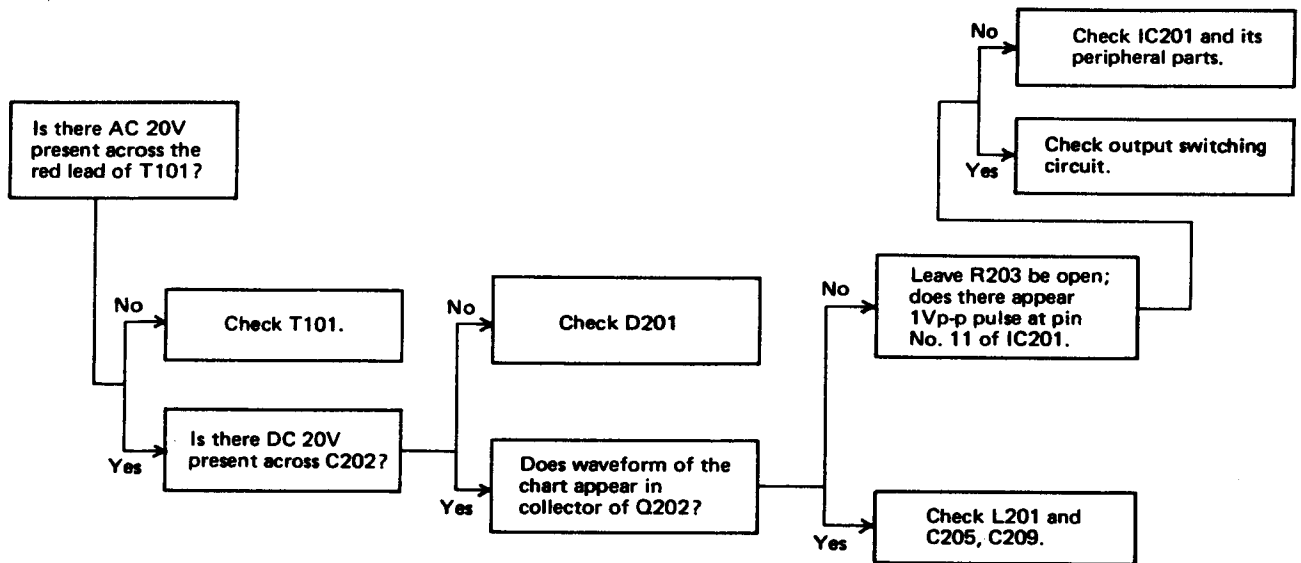 Is there AC 20V
present across the
red lead of T101?
No
Check T101.
Yes
Is there DC 20V
present across C202?
No
Check D201
Yes
Does waveform of the
chart appear in
collector of Q202?
No
Leave R203 be open;
does there appear
1Vp-p pulse at pin
No. 11 of IC201.
No
Check IC201 and its
peripheral parts.
Yes
Check output switching
circuit.
Yes
Check L201 and
C205, C209.